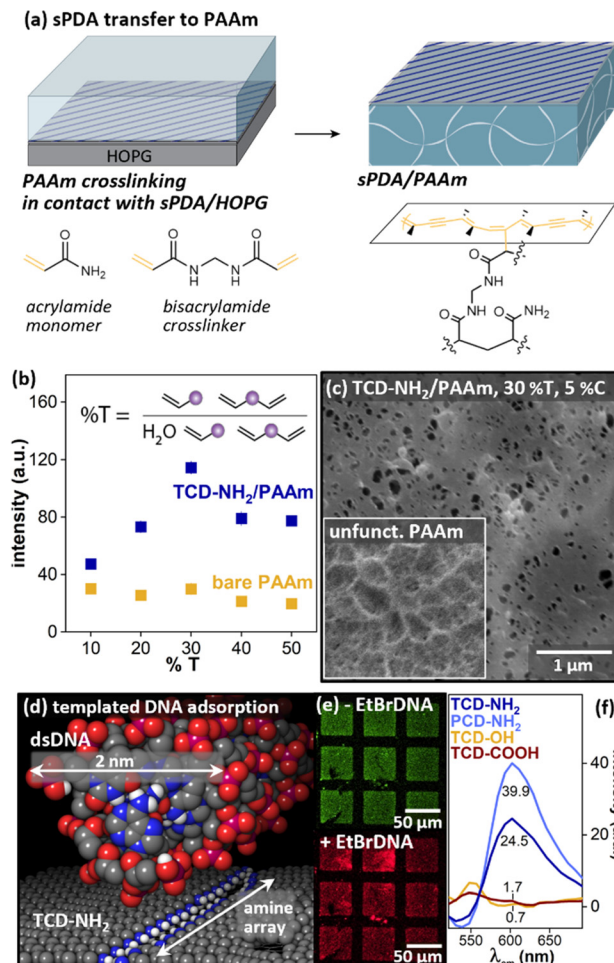 (a) sPDA transfer to PAAm
HOPG
PAAm crosslinking
in contact with sPDA/HOPG
sPDA/PAAm
O
NH2
O
N
H
N
H
O
acrylamide
monomer
bisacrylamide
crosslinker
O
NH
HN
O
NH2
O
(b)
160
120
80
40
0
intensity (a.u.)
%T =
H2O
TCD-NH2/PAAm
bare PAAm
10
20
30
40
50
% T
(c) TCD-NH2/PAAm, 30 %T, 5 %C
unfunct. PAAm
1 µm
(d) templated DNA adsorption
dsDNA
2 nm
TCD-NH2
amine
array
(e) - EtBrDNA
50 µm
+ EtBrDNA
50 µm
TCD-NH2
PCD-NH2
TCD-OH
TCD-COOH
(f)
39.9
24.5
1.7
0.7
40
20
0
550
600
650
λem